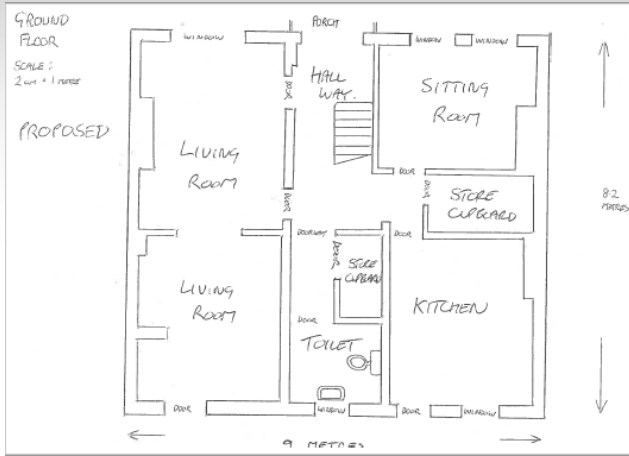 GROUND
FLOOR
SCALE:
2 cm = 1 METRE
PROPOSED
PORCH
WINDOW
WINDOW
WINDOW
HALL
WAY.
DOOR
SITTING
ROOM
LIVING
ROOM
DOOR
DOOR
DOOR
STORE
CUPBOARD
8.2
METRES
DOORWAY
DOOR
DOOR
STORE
CUPBOARD
LIVING
ROOM
KITCHEN
DOOR
TOILET
DOOR
WINDOW
DOOR
WINDOW
9 METRES